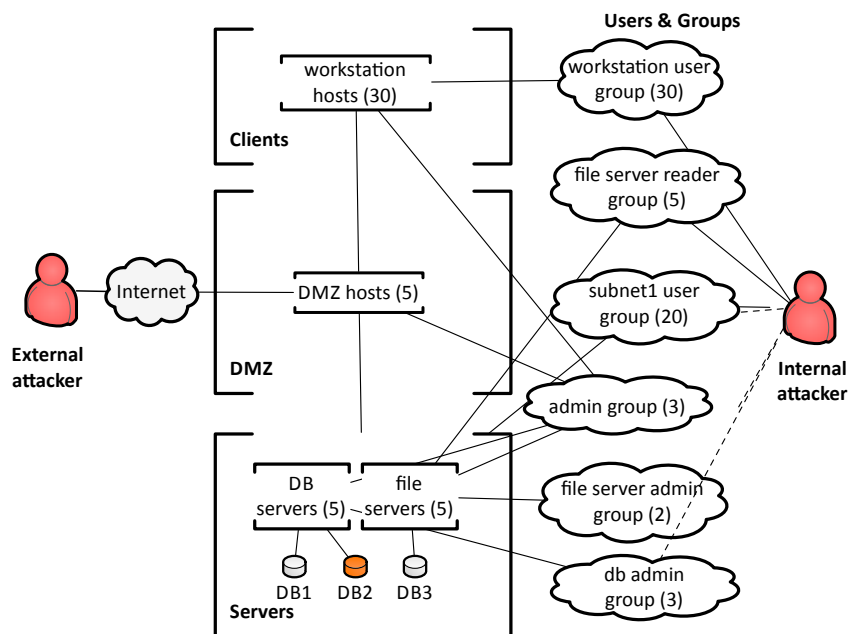 Users & Groups
workstation
hosts (30)
workstation user
group (30)
Clients
file server reader
group (5)
Internet
DMZ hosts (5)
subnet1 user
group (20)
External
attacker
DMZ
Internal
attacker
admin group (3)
DB
servers (5)
file
servers (5)
file server admin
group (2)
DB1
DB2
DB3
db admin
group (3)
Servers